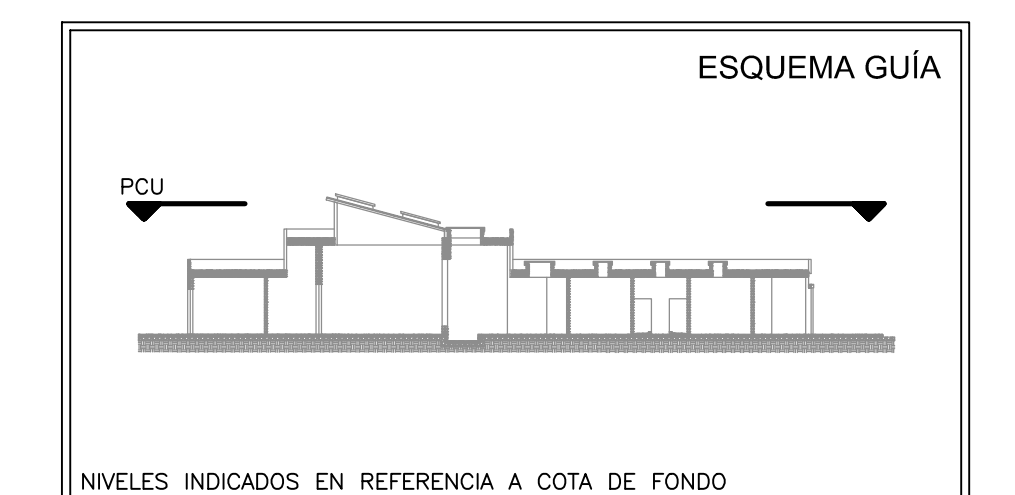 ESQUEMA GUÍA
PCU
NIVELES INDICADOS EN REFERENCIA A COTA DE FONDO